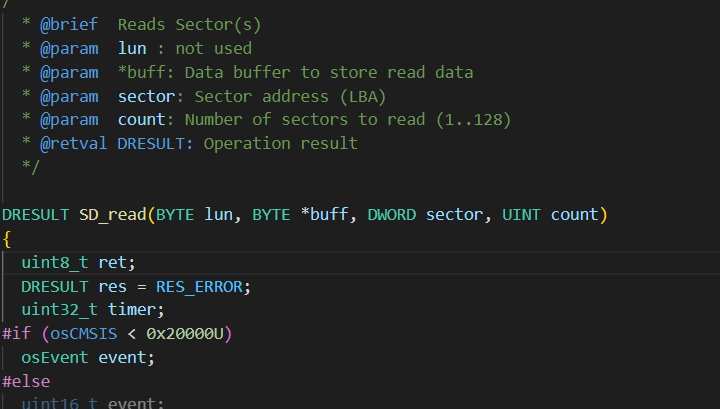 /
* @brief  Reads Sector(s)
* @param  lun : not used
* @param  *buff: Data buffer to store read data
* @param  sector: Sector address (LBA)
* @param  count: Number of sectors to read (1..128)
* @retval DRESULT: Operation result
*/
DRESULT SD_read(BYTE lun, BYTE *buff, DWORD sector, UINT count)
{
uint8_t ret;
DRESULT res = RES_ERROR;
uint32_t timer;
#if (osCMSIS < 0x20000U)
osEvent event;
#else
uint16_t event;